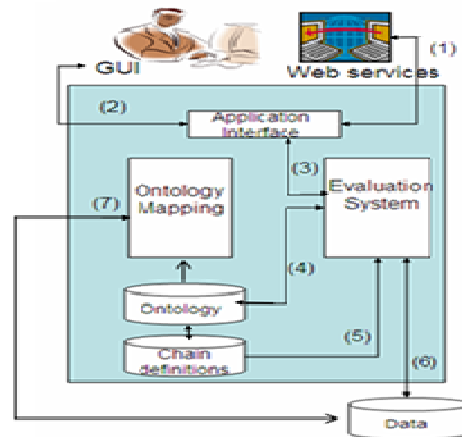 GUI
Web services
(1)
(2)
Application
Interface
(3)
Ontology
Mapping
Evaluation
System
(7)
(4)
Ontology
(5)
(6)
Chain
definitions
Data